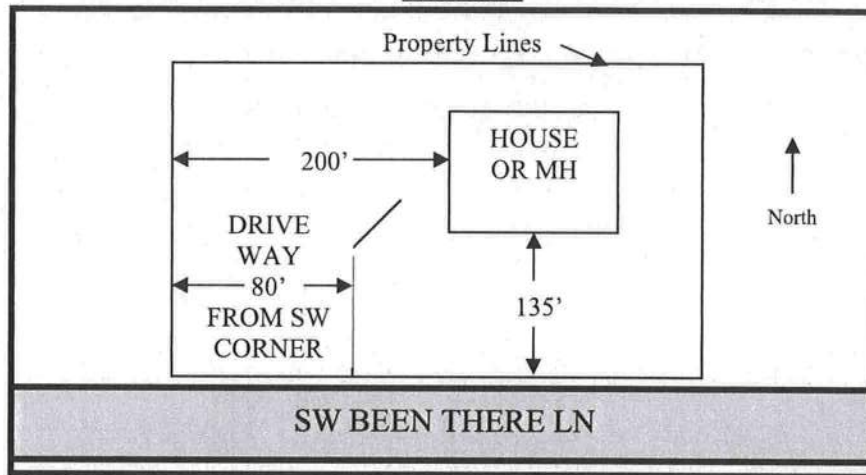 Property Lines
HOUSE
OR MH
200'
North
DRIVE
WAY
80'
FROM SW
CORNER
135'
SW BEEN THERE LN